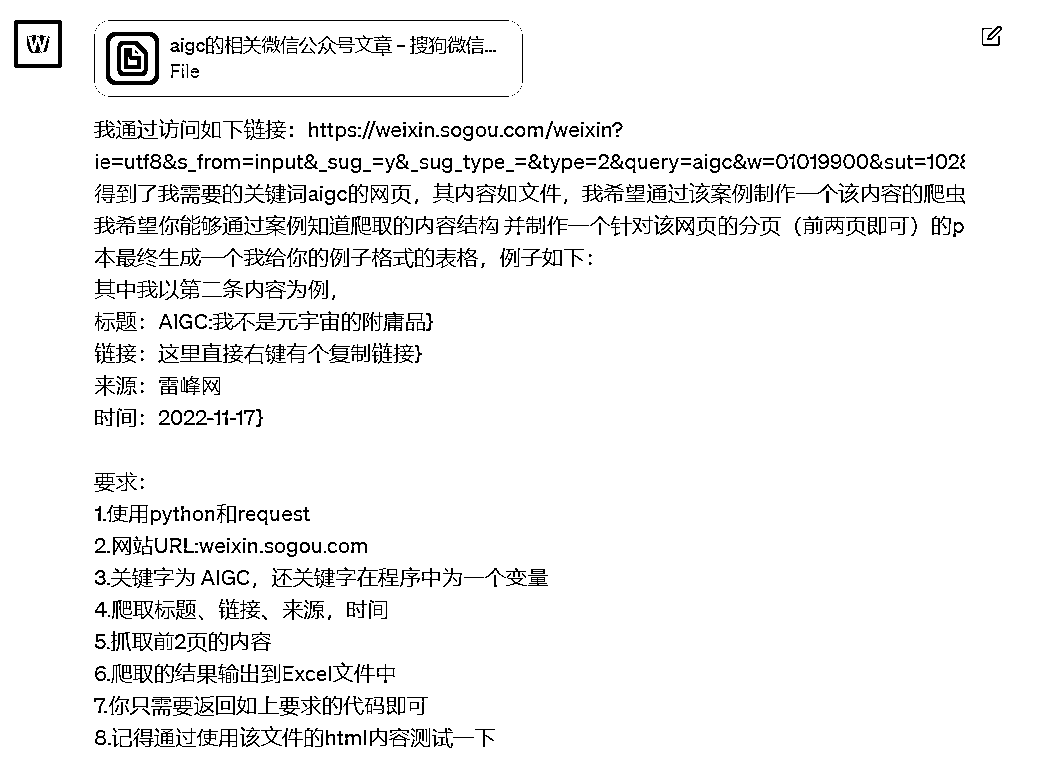 W
aigc的相关微信公众号文章 – 搜狗微信...
File
我通过访问如下链接：https://weixin.sogou.com/weixin?
ie=utf8&s_from=input&_sug_=y&_sug_type_=&type=2&query=aigc&w=01019900&sut=1028
得到了我需要的关键词aigc的网页，其内容如文件，我希望通过该案例制作一个该内容的爬虫
我希望你能够通过案例知道爬取的内容结构 并制作一个针对该网页的分页（前两页即可）的p
本最终生成一个我给你的例子格式的表格，例子如下：
其中我以第二条内容为例，
标题：AIGC:我不是元宇宙的附庸品}
链接：这里直接右键有个复制链接}
来源：雷峰网
时间：2022-11-17}
要求：
1.使用python和request
2.网站URL:weixin.sogou.com
3.关键字为 AIGC，还关键字在程序中为一个变量
4.爬取标题、链接、来源，时间
5.抓取前2页的内容
6.爬取的结果输出到Excel文件中
7.你只需要返回如上要求的代码即可
8.记得通过使用该文件的html内容测试一下